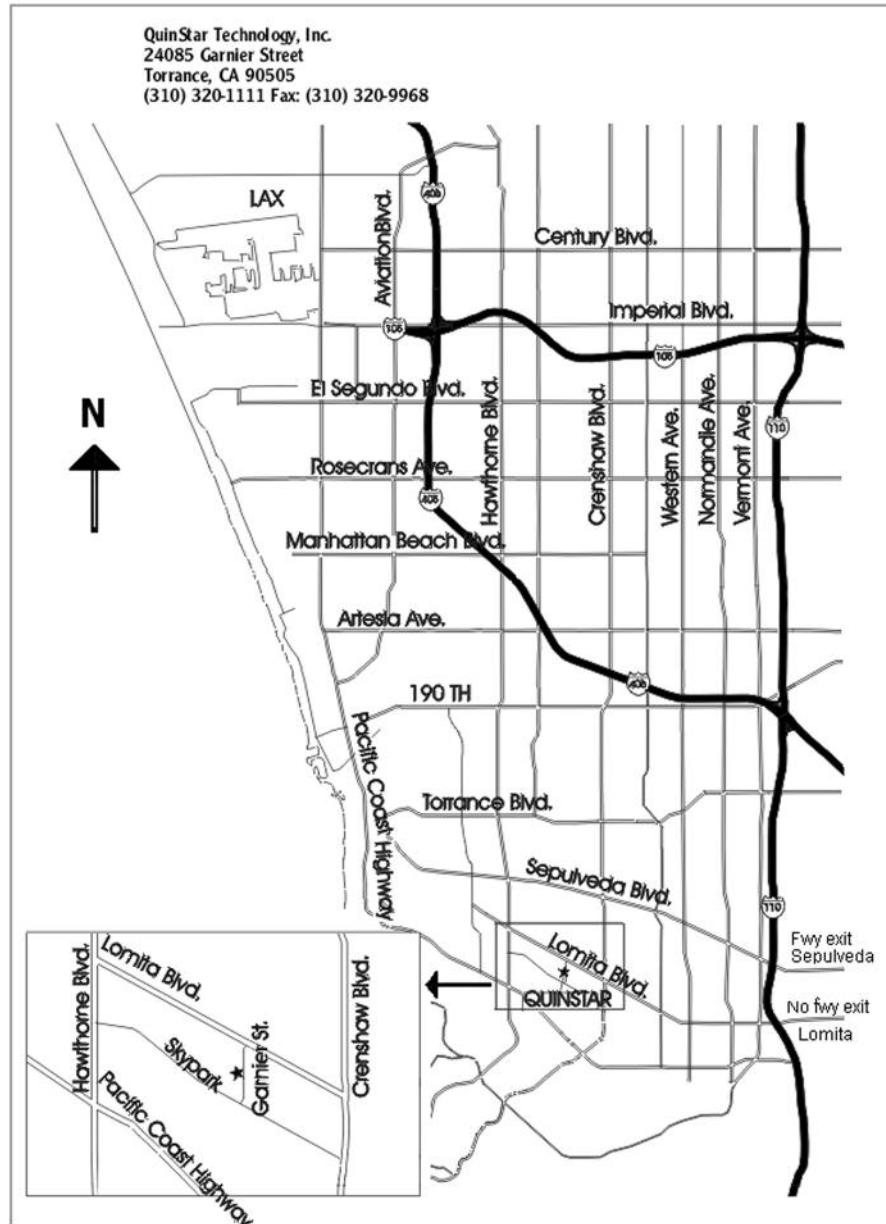 QuinStar Technology, Inc.
24085 Garnier Street
Torrance, CA 90505
(310) 320-1111 Fax: (310) 320-9968
LAX
AviationBlvd.
405
Century Blvd.
Imperial Blvd.
105
105
El Segundo Blvd.
Hawthorne Blvd.
Crenshaw Blvd.
Western Ave.
Normandie Ave.
Vermont Ave.
110
N
Rosecrans Ave.
405
Manhattan Beach Blvd.
Artesia Ave.
405
190 TH
Pacific Coast Highway
Torrance Blvd.
Sepulveda Blvd.
110
Fwy exit
Sepulveda
Lomita Blvd.
QUINSTAR
No fwy exit
Lomita
Hawthorne Blvd.
Lomita Blvd.
Crenshaw Blvd.
Skypark
Garnier St.
Pacific Coast Highway